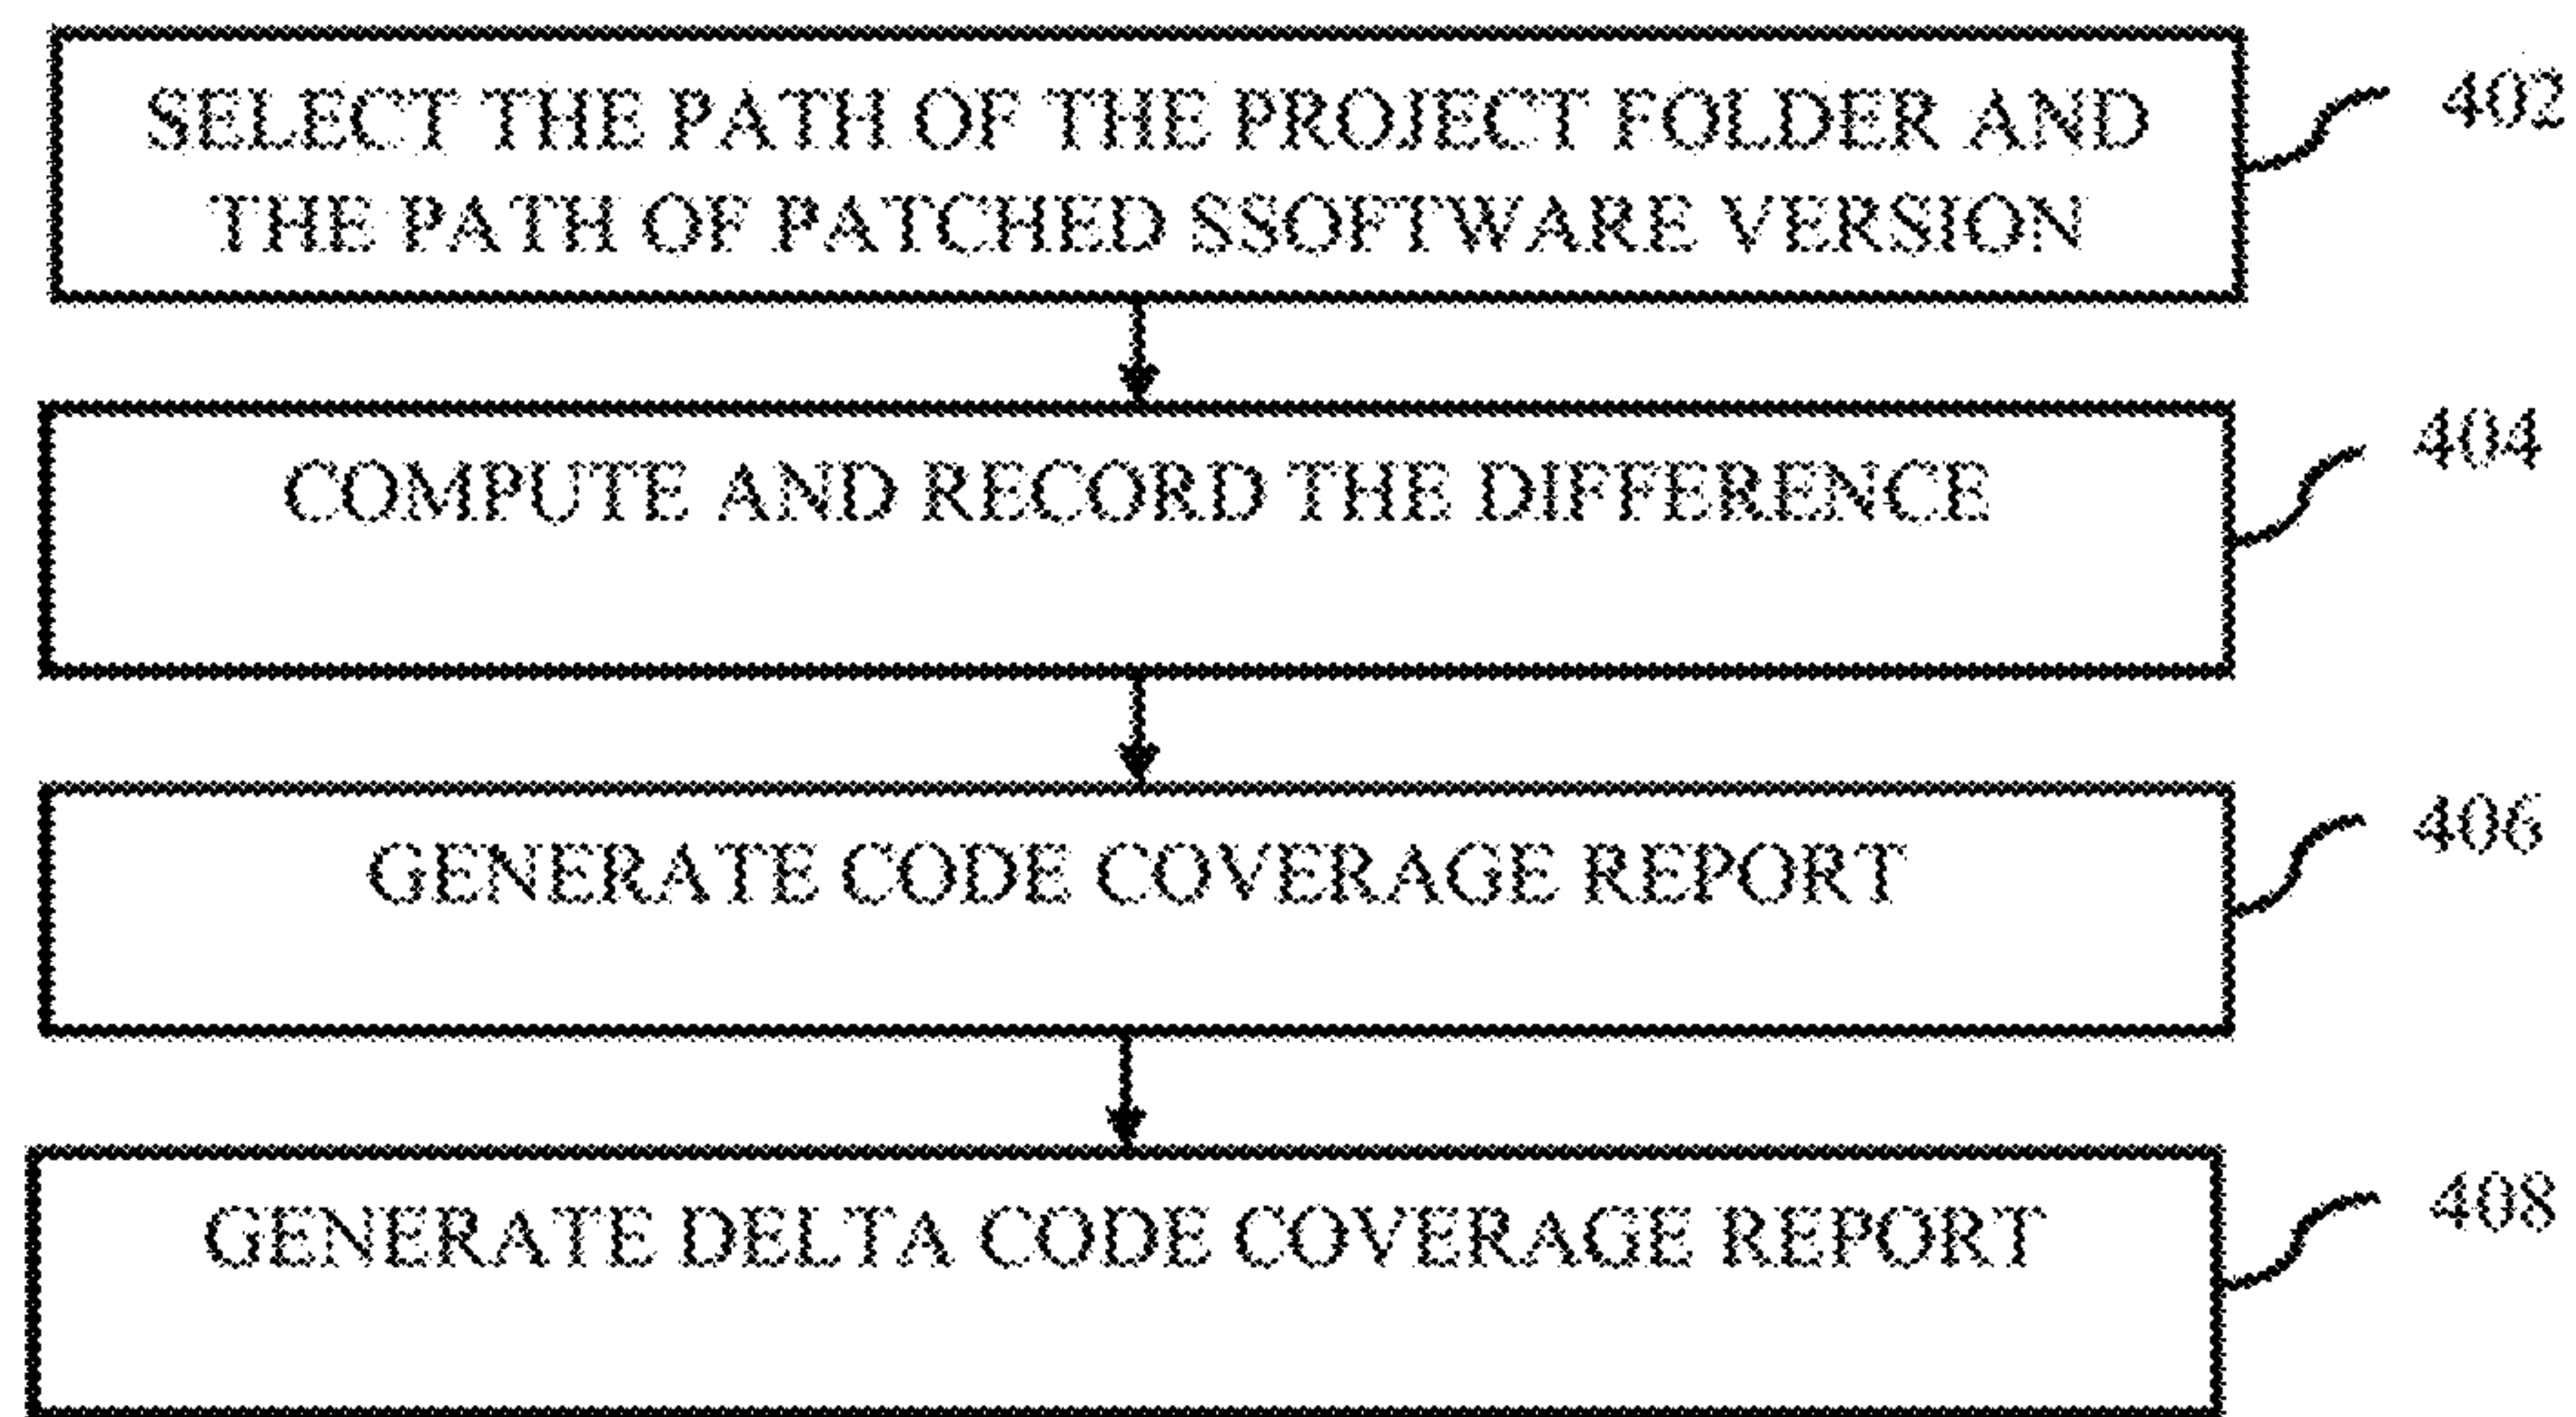 SELECT THE PATH OF THE PROJECT FOLDER AND
THE PATH OF PATCHED SSOFTWARE VERSION
402
COMPUTE AND RECORD THE DIFFERENCE
404
GENERATE CODE COVERAGE REPORT
406
GENERATE DELTA CODE COVERAGE REPORT
408